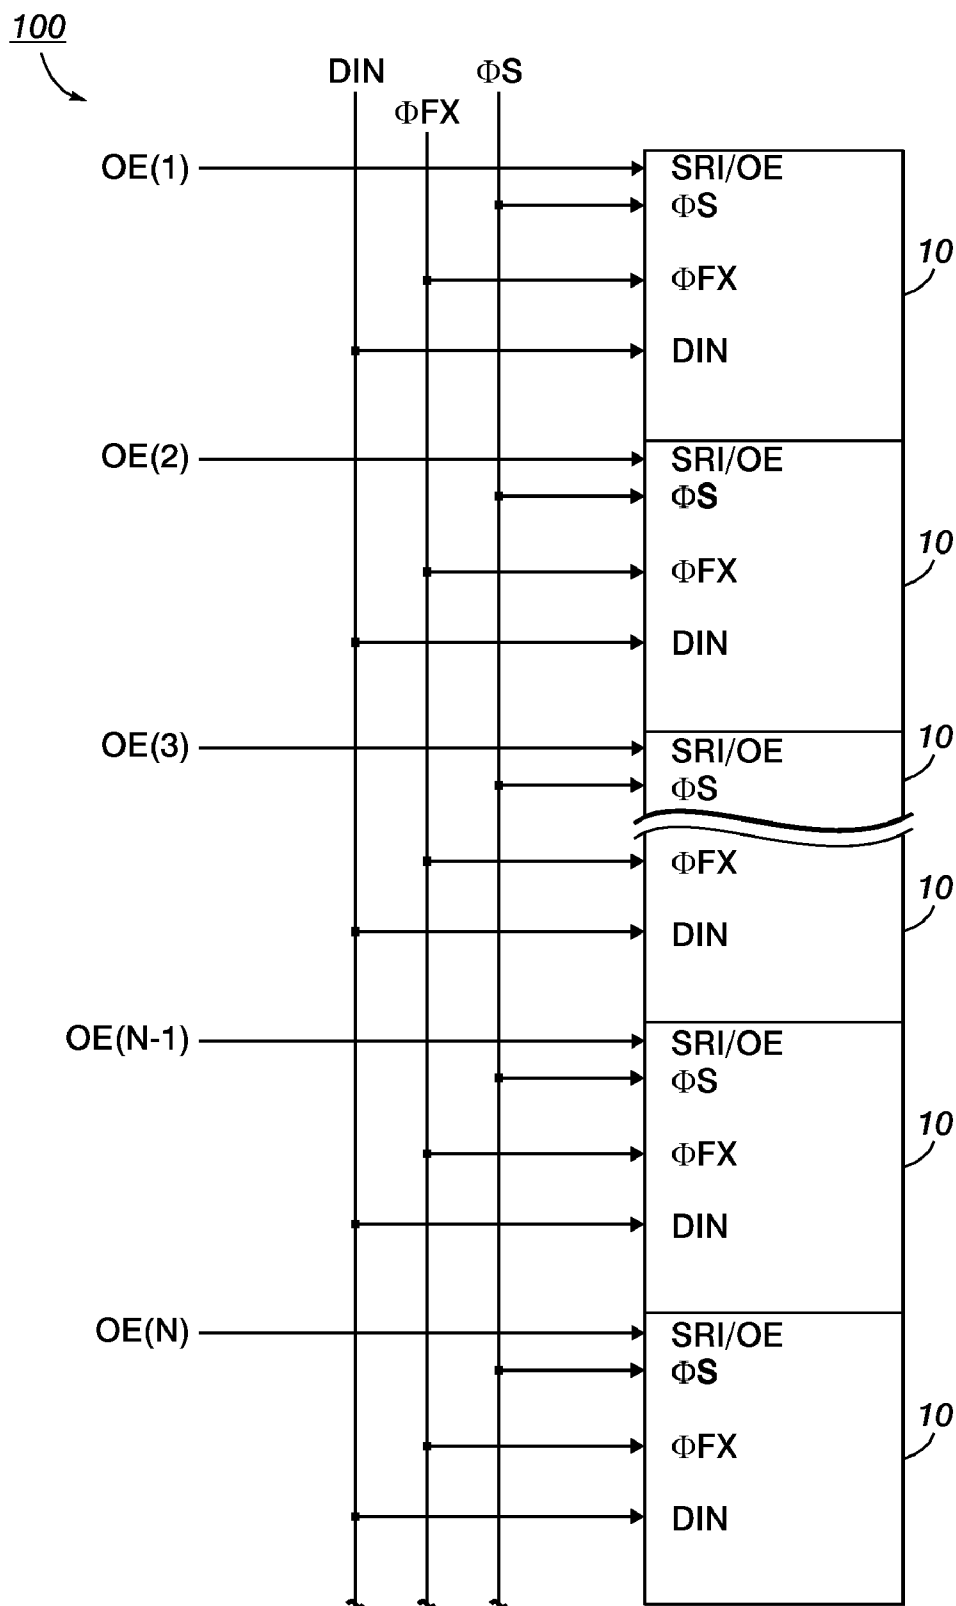 100
DIN
ΦS
ΦFX
OE(1)
SRI/OE
ΦS
10
ΦFX
DIN
OE(2)
SRI/OE
ΦS
10
ΦFX
DIN
OE(3)
SRI/OE
10
ΦS
ΦFX
10
DIN
OE(N-1)
SRI/OE
ΦS
10
ΦFX
DIN
OE(N)
SRI/OE
ΦS
10
ΦFX
DIN